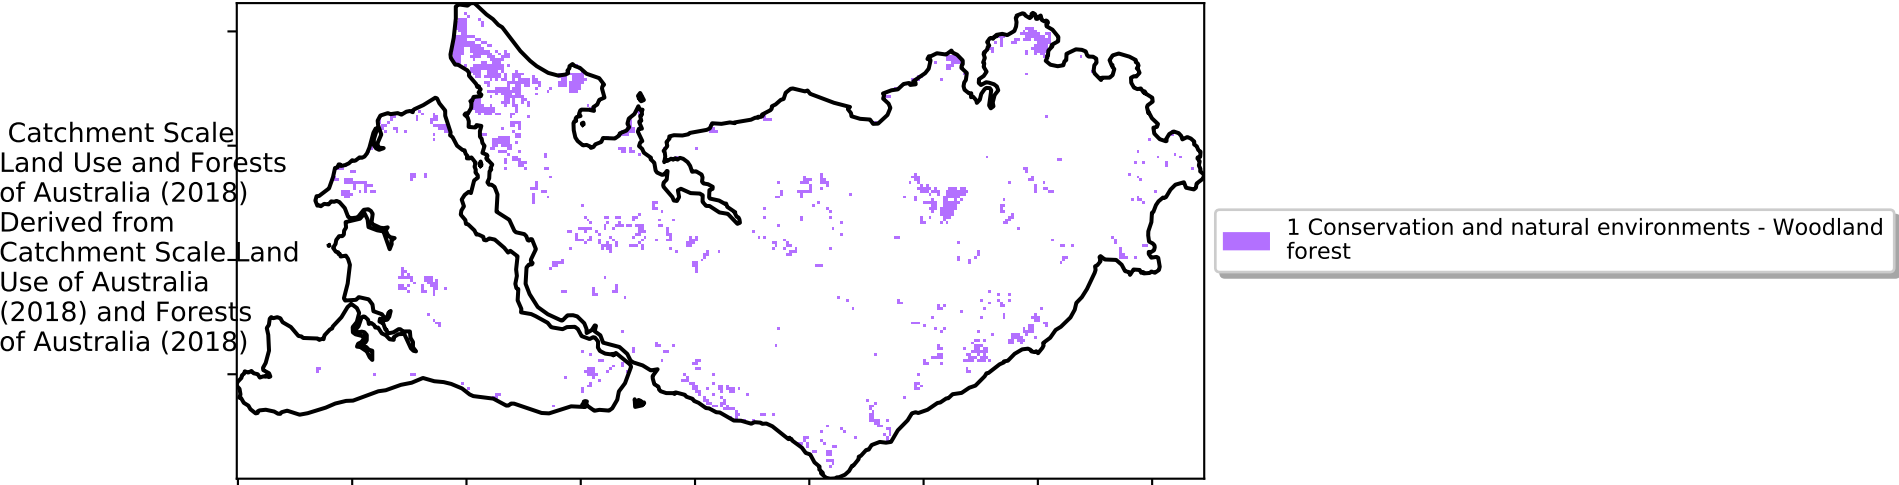 Catchment Scale
Land Use and Forests
of Australia (2018)
Derived from
Catchment Scale Land
Use of Australia
(2018) and Forests
of Australia (2018)
1 Conservation and natural environments - Woodland
forest